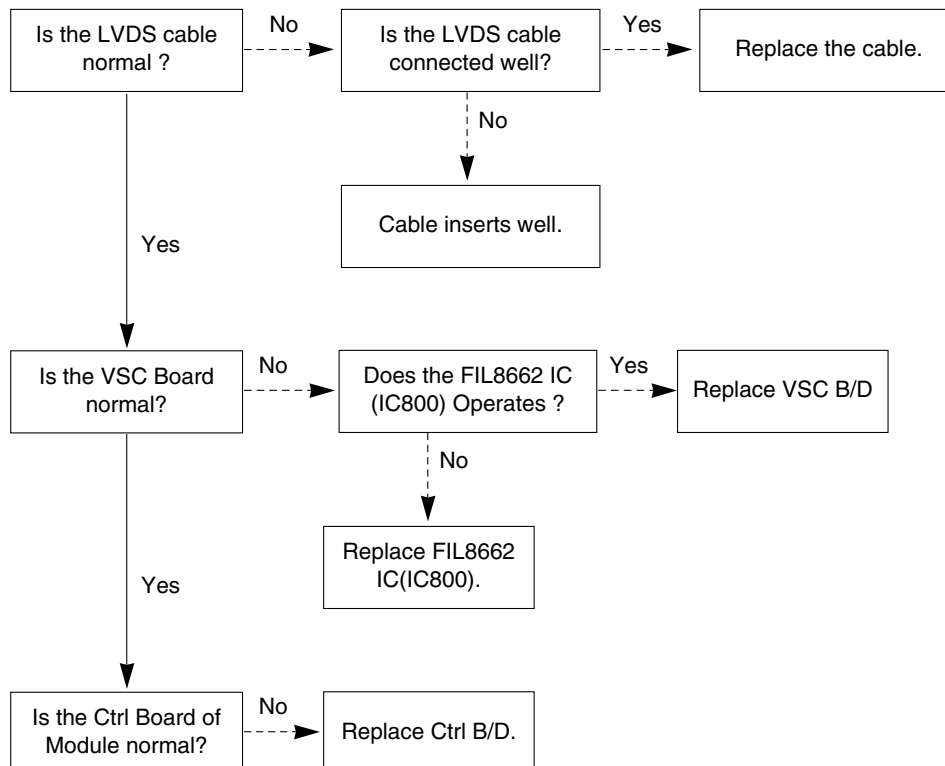 Is the LVDS cable
normal ?
No
Is the LVDS cable
connected well?
Yes
Replace the cable.
No
Cable inserts well.
Yes
Is the VSC Board
normal?
No
Does the FIL8662 IC
(IC800) Operates ?
Yes
Replace VSC B/D
No
Replace FIL8662
IC(IC800).
Yes
Is the Ctrl Board of
Module normal?
No
Replace Ctrl B/D.